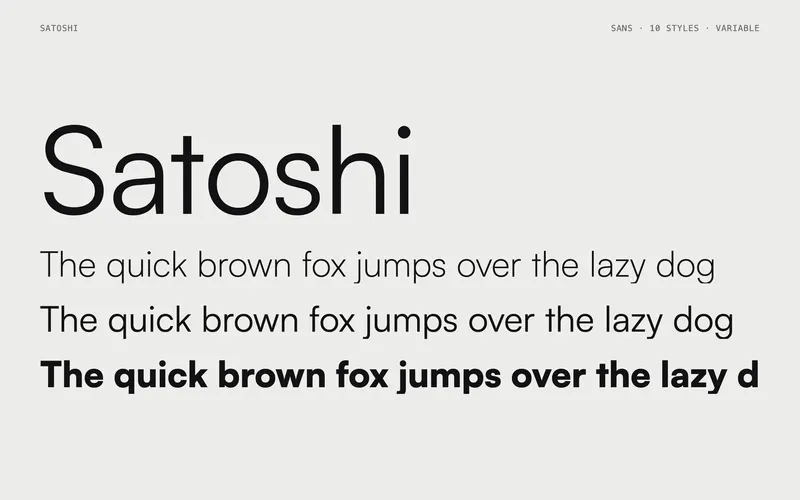 SATOSHI
SANS · 10 STYLES · VARIABLE
Satoshi
The quick brown fox jumps over the lazy dog
The quick brown fox jumps over the lazy dog
The quick brown fox jumps over the lazy d